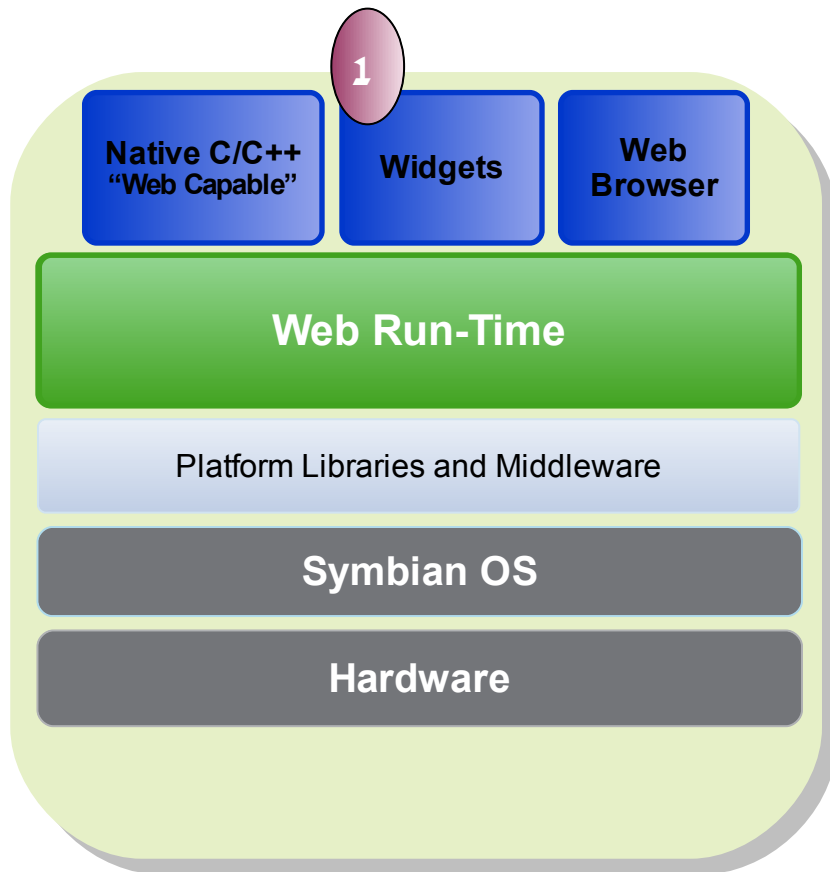 1
Native C/C++
“Web Capable”
Widgets
Web
Browser
Web Run-Time
Platform Libraries and Middleware
Symbian OS
Hardware